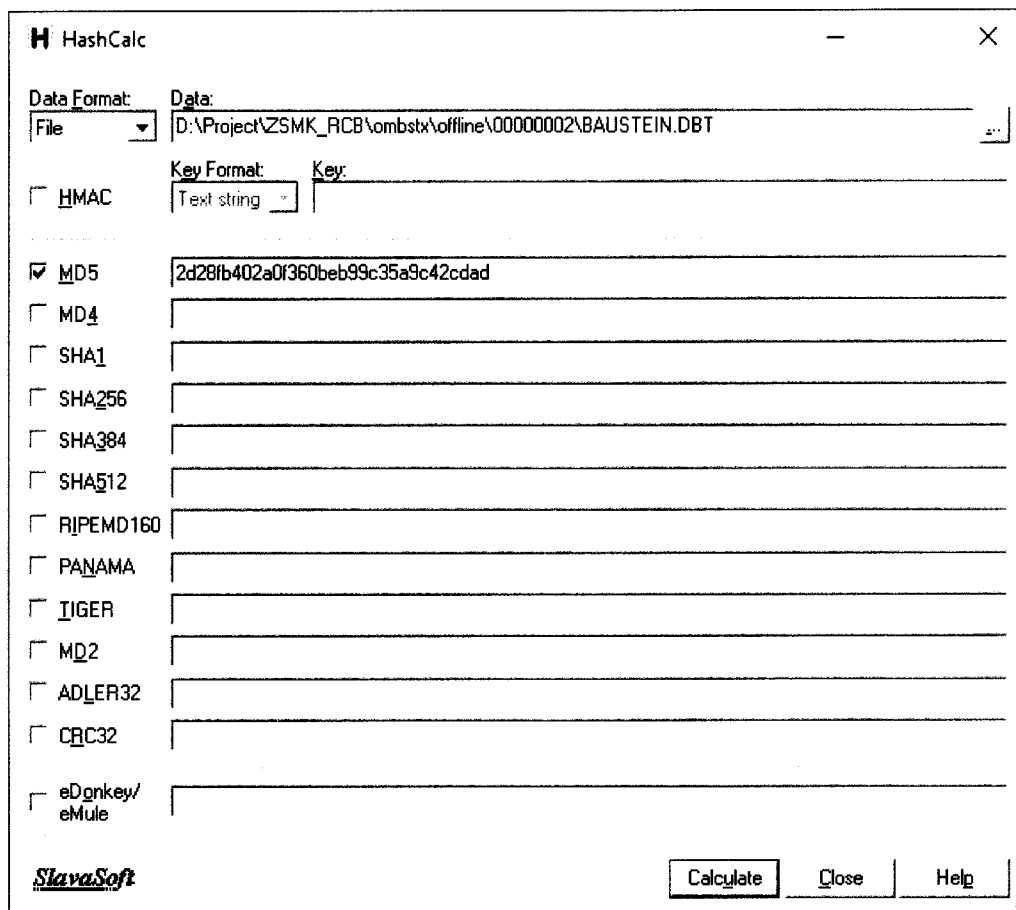 H HashCalc
Data Format: Data:
File D:\Project\ZSMK_RCB\ombstx\offline\00000002\BAUSTEIN.DBT ...
Key Format: Key:
HMAC Text string
MD5 2d28fb402a0f360beb99c35a9c42cdad
MD4
SHA1
SHA256
SHA384
SHA512
RIPEMD160
PANAMA
TIGER
MD2
ADLER32
CRC32
eDonkey/
eMule
SlavaSoft Calculate Close Help